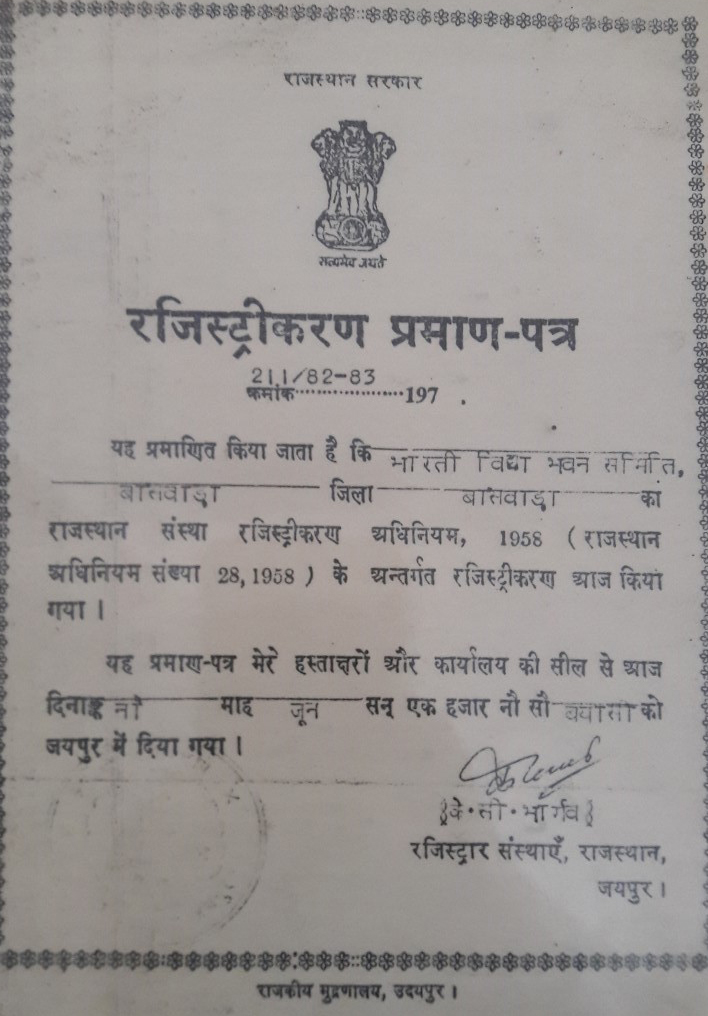 राजस्थान सरकार
सत्यमेव जयते
रजिस्ट्रीकरण प्रमाण-पत्र
211/82-83
क्रमांक..................197 .
यह प्रमाणित किया जाता है कि भारती विद्या भवन समिति,
बांसवाड़ा जिला बांसवाड़ा का
राजस्थान संस्था रजिस्ट्रीकरण अधिनियम, 1958 (राजस्थान
अधिनियम संख्या 28,1958) के अन्तर्गत रजिस्ट्रीकरण आज किया
गया ।
यह प्रमाण-पत्र मेरे हस्ताक्षरों और कार्यालय की सील से आज
दिनाङ्क नौ माह जून सन् एक हजार नौ सौ बयासी को
जयपुर में दिया गया ।
{के.सी.भार्गव}
रजिस्ट्रार संस्थाएँ, राजस्थान,
जयपुर ।
राजकीय मुद्रणालय, उदयपुर ।